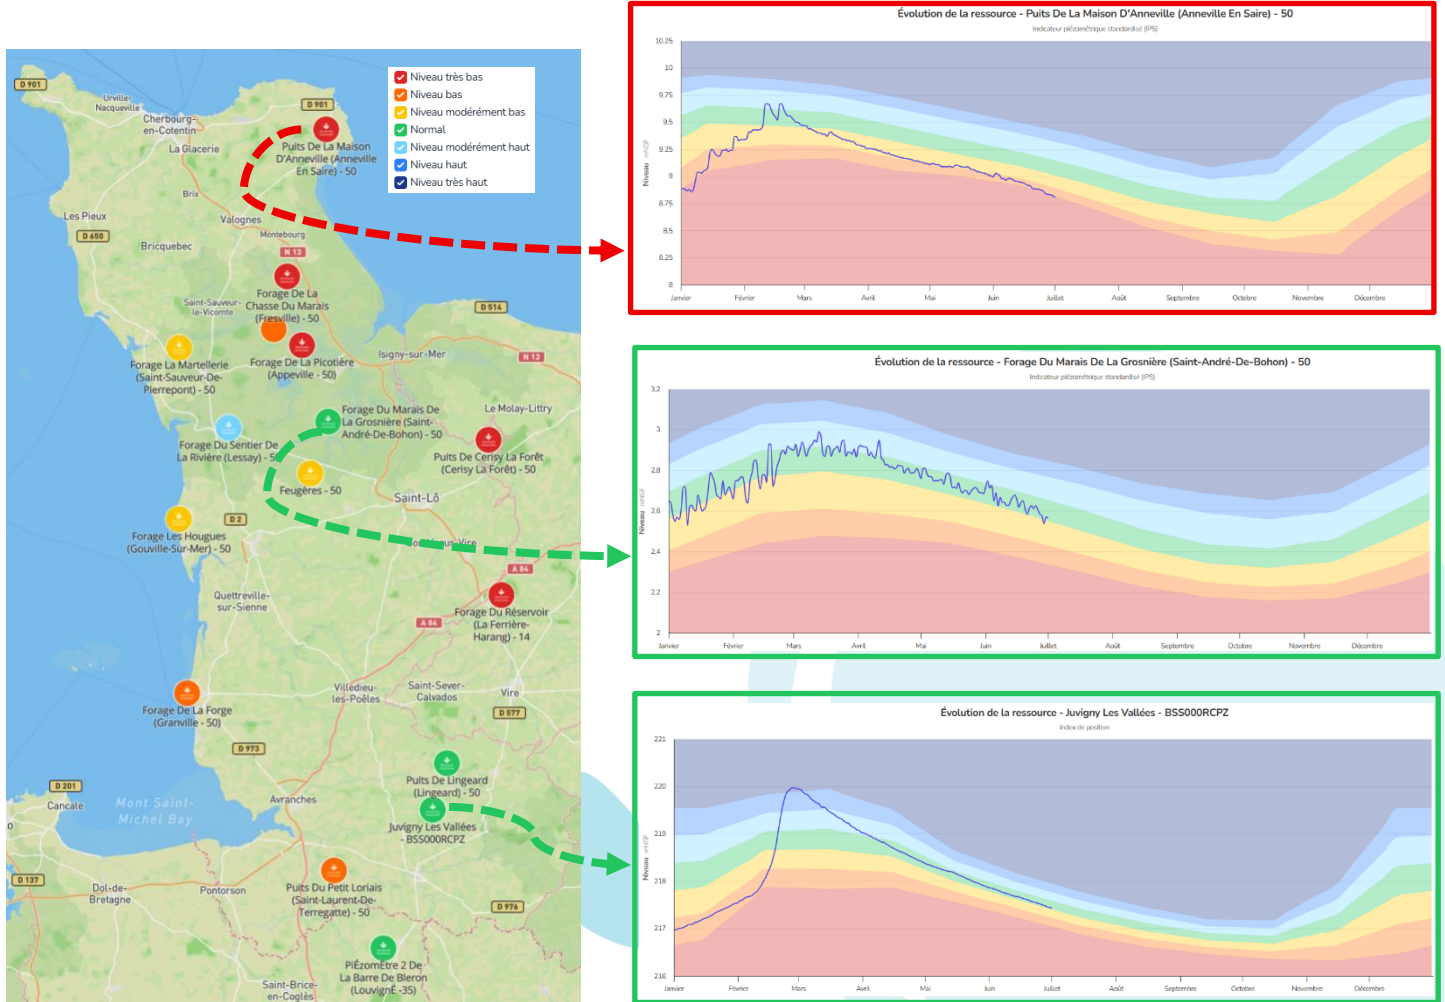 D 901
Urville-
Nacqueville
Cherbourg-
en-Cotentin
D 901
La Glacerie
Puits De La Maison
D'Anneville (Anneville
En Saire) - 50
Niveau très bas
Niveau bas
Niveau modérément bas
Normal
Niveau modérément haut
Niveau haut
Niveau très haut
Brix
Les Pieux
Valognes
D 650
Montebourg
Bricquebec
N 13
Forage De La
Chasse Du Marais
(Fresville) - 50
Saint-Sauveur-
le-Vicomte
D 514
Forage La Martellerie
(Saint-Sauveur-De-
Pierrepont) - 50
Forage De La Picotière
(Appeville - 50)
Isigny-sur-Mer
N 13
Forage Du Marais De
La Grosnière (Saint-
André-De-Bohon) - 50
Le Molay-Littry
Forage Du Sentier De
La Rivière (Lessay) - 50
Puits De Cerisy La Forêt
(Cerisy La Forêt) - 50
Feugères - 50
Saint-Lô
D 2
Forage Les Hougues
(Gouville-Sur-Mer) - 50
sur-Vire
A 84
Quettreville-
sur-Sienne
Forage Du Réservoir
(La Ferrière-
Harang) - 14
A 84
Villedieu-
les-Poêles
Saint-Sever-
Calvados
Vire
Forage De La Forge
(Granville - 50)
D 577
D 973
Puits De Lingeard
(Lingeard) - 50
D 201
Cancale
Mont Saint-
Michel Bay
Avranches
Juvigny Les Vallées
- BSS000RCPZ
D 137
Dol-de-
Bretagne
Pontorson
Puits Du Petit Loriais
(Saint-Laurent-De-
Terregatte) - 50
D 976
PiÉzomÈtre 2 De
La Barre De Bleron
(LouvignÉ -35)
Saint-Brice-
en-Coglès
Évolution de la ressource - Puits De La Maison D'Anneville (Anneville En Saire) - 50
Indicateur piézométrique standardisé (IPS)
Niveau mNGF
10.25
10
9.75
9.5
9.25
9
8.75
8.5
8.25
8
Janvier Février Mars Avril Mai Juin Juillet Août Septembre Octobre Novembre Décembre
Évolution de la ressource - Forage Du Marais De La Grosnière (Saint-André-De-Bohon) - 50
Indicateur piézométrique standardisé (IPS)
Niveau mNGF
3.2
3
2.8
2.6
2.4
2.2
2
Janvier Février Mars Avril Mai Juin Juillet Août Septembre Octobre Novembre Décembre
Évolution de la ressource - Juvigny Les Vallées - BSS000RCPZ
Index de position
Niveau mNGF
221
220
219
218
217
216
Janvier Février Mars Avril Mai Juin Juillet Août Septembre Octobre Novembre Décembre